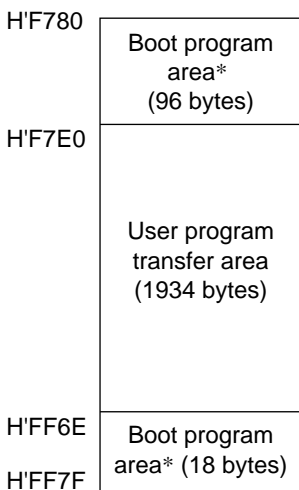 H'F780
Boot program
area*
(96 bytes)
H'F7E0
User program
transfer area
(1934 bytes)
H'FF6E
Boot program
area* (18 bytes)
H'FF7F